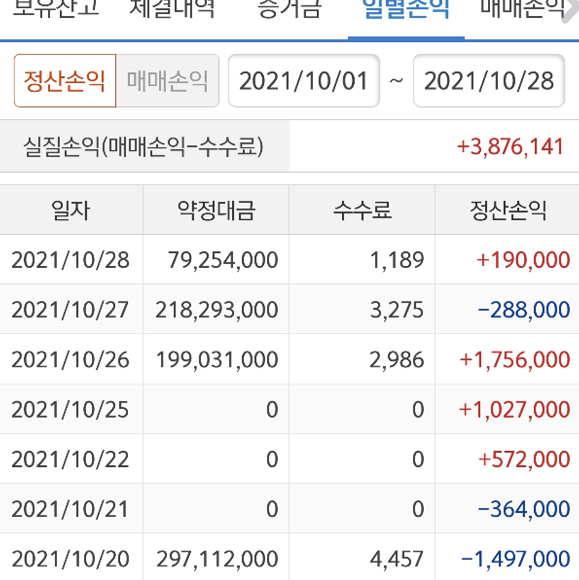 보유잔고 체결내역 증거금 일별손익 매매손익
정산손익 매매손익 2021/10/01 ~ 2021/10/28
실질손익(매매손익-수수료) +3,876,141
일자 약정대금 수수료 정산손익
2021/10/28 79,254,000 1,189 +190,000
2021/10/27 218,293,000 3,275 -288,000
2021/10/26 199,031,000 2,986 +1,756,000
2021/10/25 0 0 +1,027,000
2021/10/22 0 0 +572,000
2021/10/21 0 0 -364,000
2021/10/20 297,112,000 4,457 -1,497,000